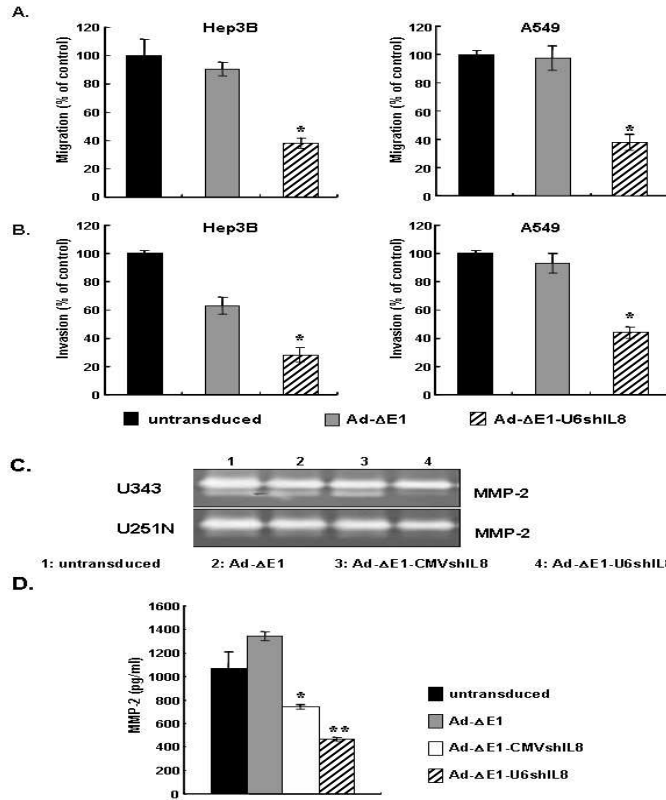 A.
Hep3B
A549
Migration (% of control)
120
100
80
60
40
20
0
*
Migration (% of control)
120
100
80
60
40
20
0
*
B.
Hep3B
A549
Invasion (% of control)
120
100
80
60
40
20
0
*
Invasion (% of control)
120
100
80
60
40
20
0
*
untransduced Ad-ΔE1 Ad-ΔE1-U6shIL8
C.
1 2 3 4
U343 MMP-2
U251N MMP-2
1: untransduced 2: Ad-ΔE1 3: Ad-ΔE1-CMVshIL8 4: Ad-ΔE1-U6shIL8
D.
MMP-2 (pg/ml)
1600
1400
1200
1000
800
600
400
200
0
*
**
untransduced
Ad-ΔE1
Ad-ΔE1-CMVshIL8
Ad-ΔE1-U6shIL8